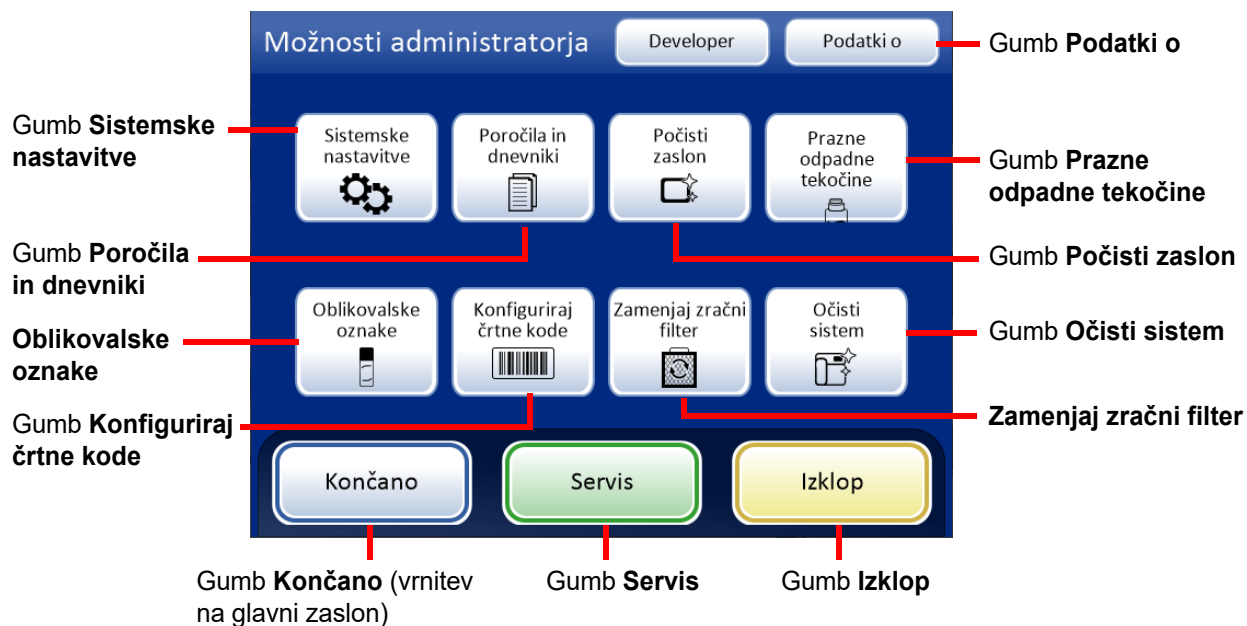 Možnosti administratorja
Developer
Podatki o
Gumb Podatki o
Gumb Sistemske
nastavitve
Sistemske
nastavitve
Poročila in
dnevniki
Počisti
zaslon
Prazne
odpadne
tekočine
Gumb Prazne
odpadne tekočine
Gumb Poročila
in dnevniki
Gumb Počisti zaslon
Oblikovalske
oznake
Oblikovalske
oznake
Konfiguriraj
črtne kode
Zamenjaj zračni
filter
Očisti
sistem
Gumb Očisti sistem
Gumb Konfiguriraj
črtne kode
Zamenjaj zračni filter
Končano
Servis
Izklop
Gumb Končano (vrnitev
na glavni zaslon)
Gumb Servis
Gumb Izklop